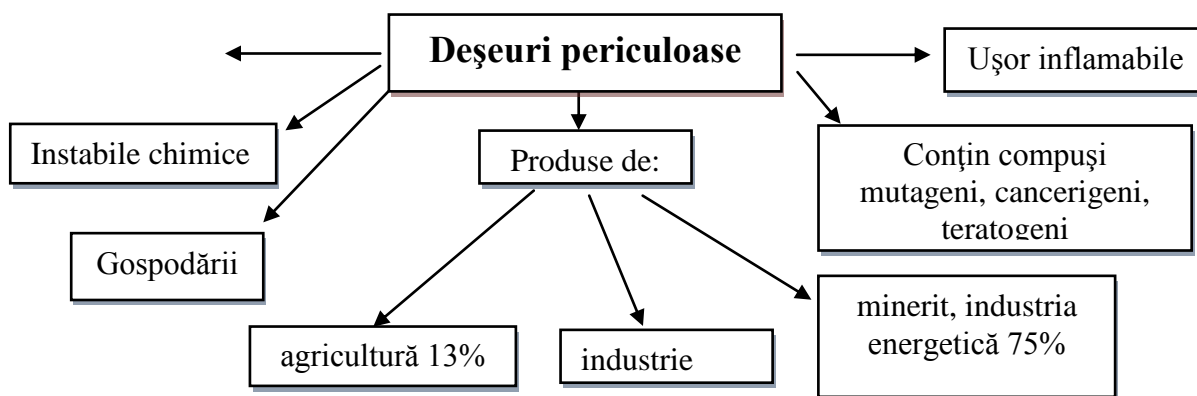 Deşeuri periculoase
Uşor inflamabile
Instabile chimice
Produse de:
Conţin compuşi
mutageni, cancerigeni,
teratogeni
Gospodării
agricultură 13%
industrie
minerit, industria
energetică 75%